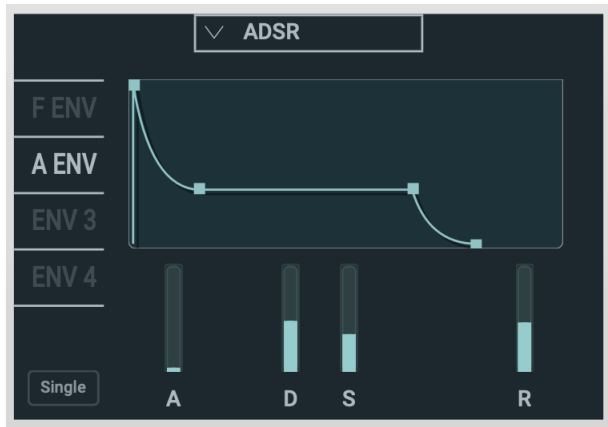 ADSR
F ENV
A ENV
ENV 3
ENV 4
Single
A D S R